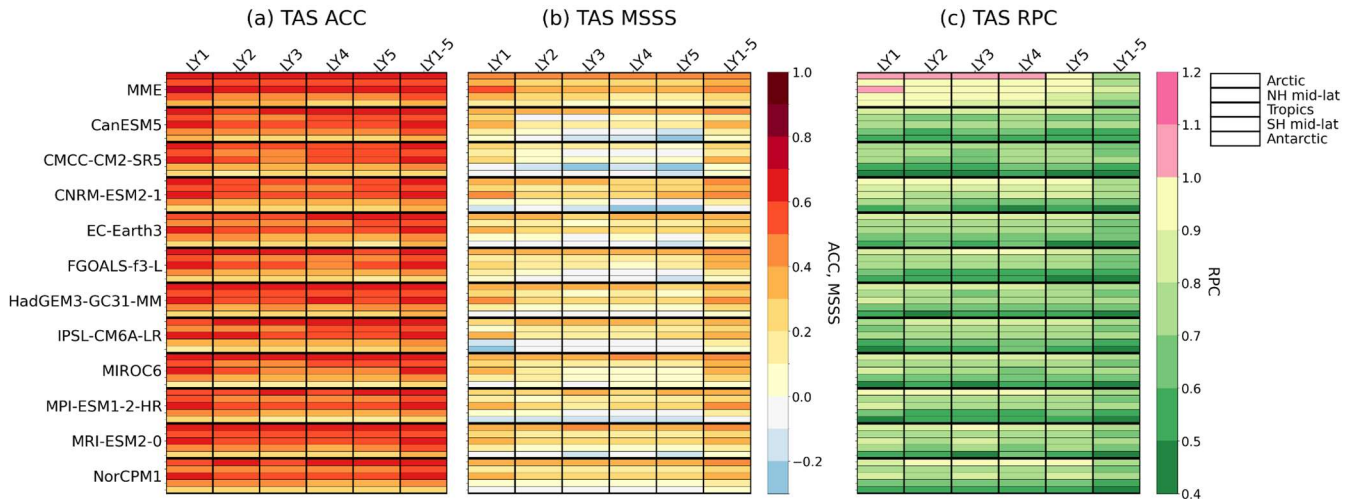 (a) TAS ACC
(b) TAS MSSS
(c) TAS RPC
LY1 LY2 LY3 LY4 LY5 LY1-5
LY1 LY2 LY3 LY4 LY5 LY1-5
LY1 LY2 LY3 LY4 LY5 LY1-5
MME
CanESM5
CMCC-CM2-SR5
CNRM-ESM2-1
EC-Earth3
FGOALS-f3-L
HadGEM3-GC31-MM
IPSL-CM6A-LR
MIROC6
MPI-ESM1-2-HR
MRI-ESM2-0
NorCPM1
1.0
0.8
0.6
0.4
0.2
0.0
−0.2
ACC, MSSS
1.2
1.1
1.0
0.9
0.8
0.7
0.6
0.5
0.4
RPC
Arctic
NH mid-lat
Tropics
SH mid-lat
Antarctic